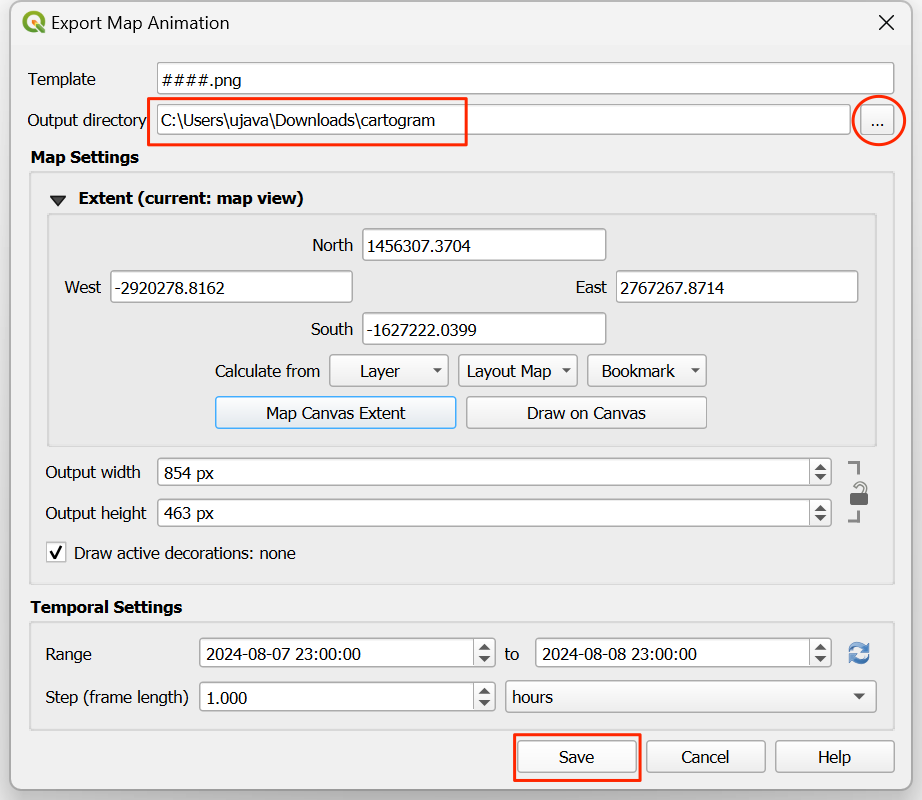 Export Map Animation
Template ####.png
Output directory C:\Users\ujava\Downloads\cartogram ...
Map Settings
Extent (current: map view)
North 1456307.3704
West -2920278.8162 East 2767267.8714
South -1627222.0399
Calculate from Layer Layout Map Bookmark
Map Canvas Extent Draw on Canvas
Output width 854 px
Output height 463 px
Draw active decorations: none
Temporal Settings
Range 2024-08-07 23:00:00 to 2024-08-08 23:00:00
Step (frame length) 1.000 hours
Save Cancel Help